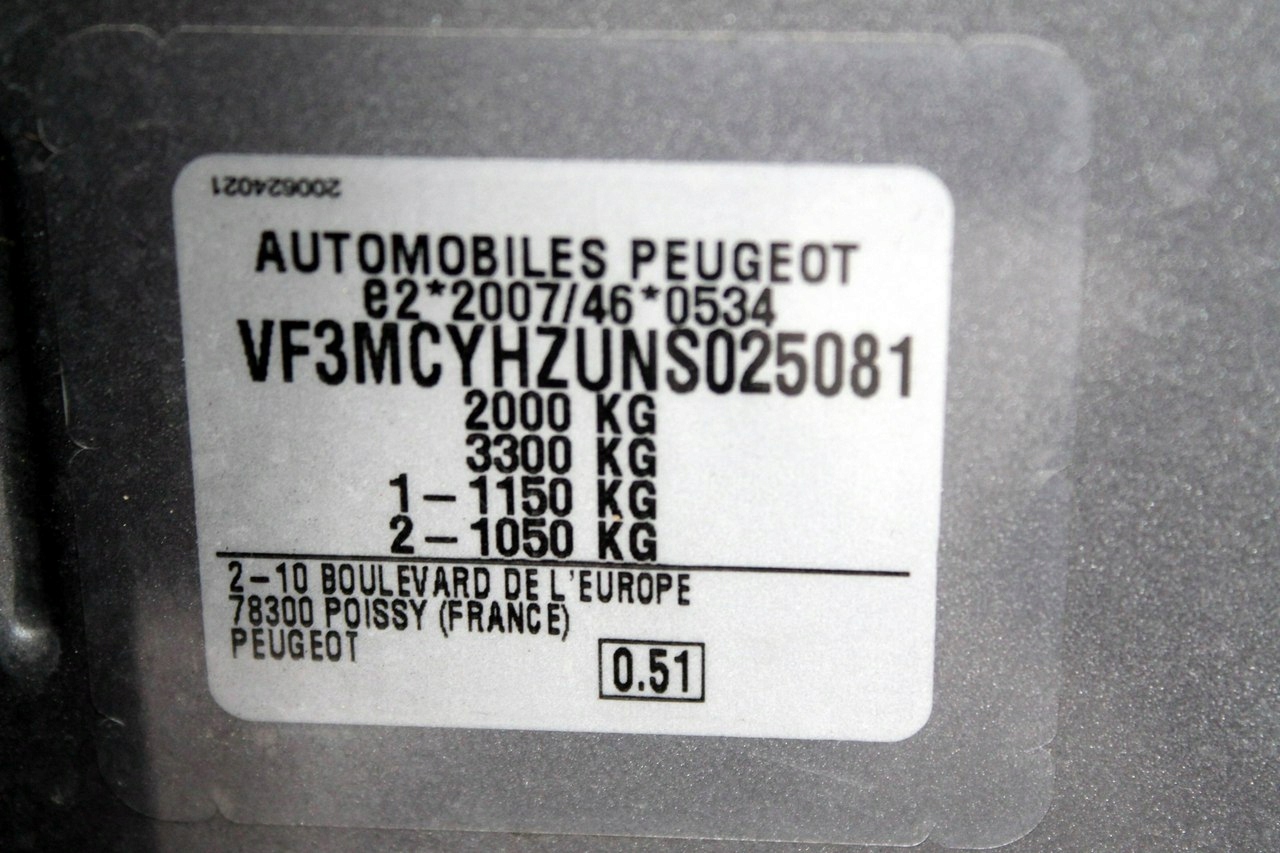 200624021
AUTOMOBILES PEUGEOT
e2*2007/46*0534
VF3MCYHZUNS025081
2000 KG
3300 KG
1-1150 KG
2-1050 KG
2-10 BOULEVARD DE L'EUROPE
78300 POISSY (FRANCE)
PEUGEOT
0.51